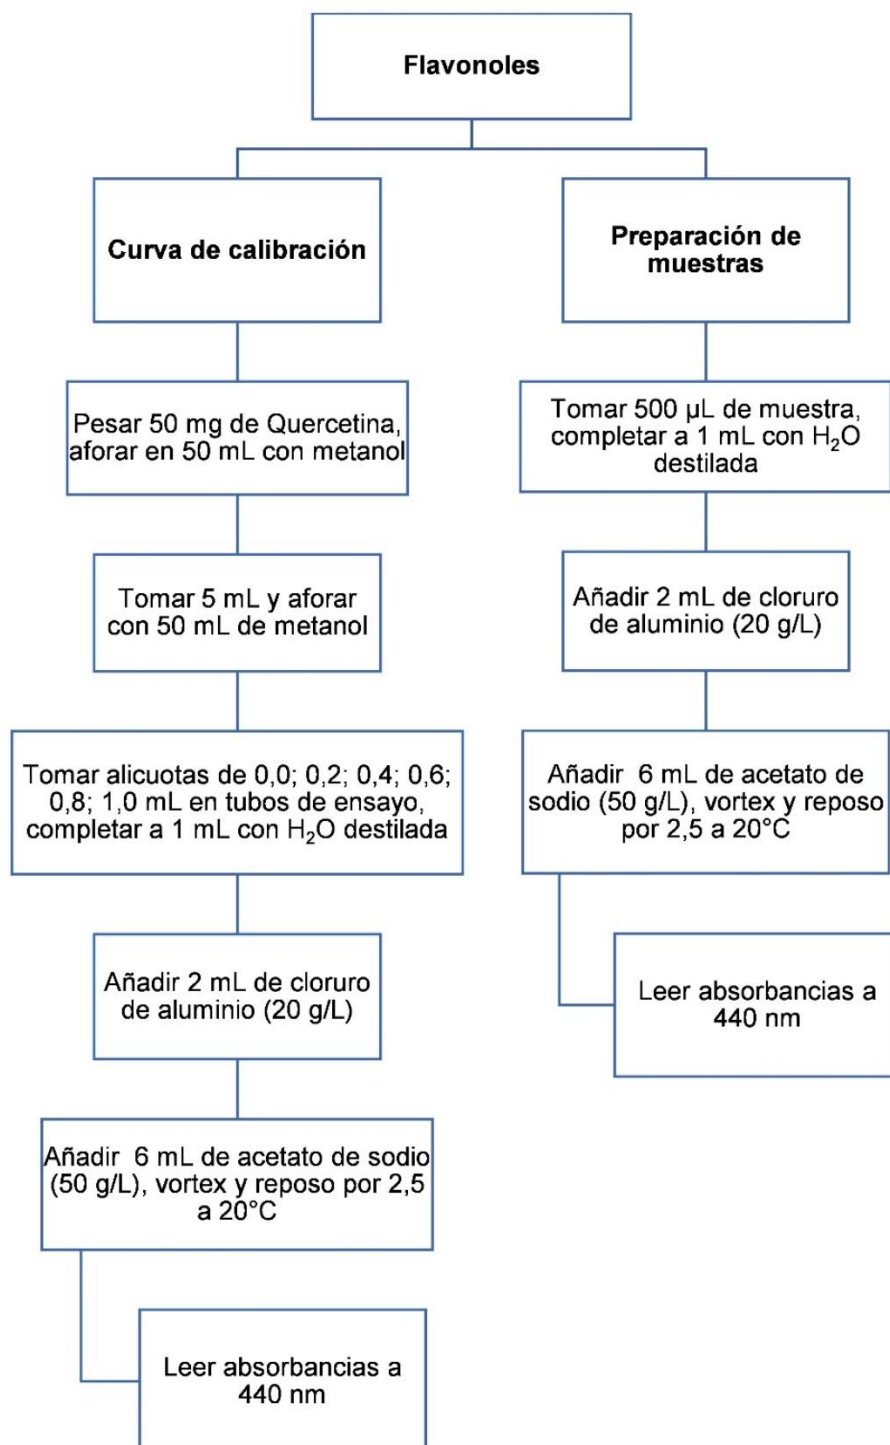 Flavonoles
Curva de calibración
Pesar 50 mg de Quercetina,
aforar en 50 mL con metanol
Tomar 5 mL y aforar
con 50 mL de metanol
Tomar alicuotas de 0,0; 0,2; 0,4; 0,6;
0,8; 1,0 mL en tubos de ensayo,
completar a 1 mL con H₂O destilada
Añadir 2 mL de cloruro
de aluminio (20 g/L)
Añadir 6 mL de acetato de sodio
(50 g/L), vortex y reposo por 2,5
a 20°C
Leer absorbancias a
440 nm
Preparación de
muestras
Tomar 500 µL de muestra,
completar a 1 mL con H₂O
destilada
Añadir 2 mL de cloruro
de aluminio (20 g/L)
Añadir 6 mL de acetato de
sodio (50 g/L), vortex y reposo
por 2,5 a 20°C
Leer absorbancias a
440 nm